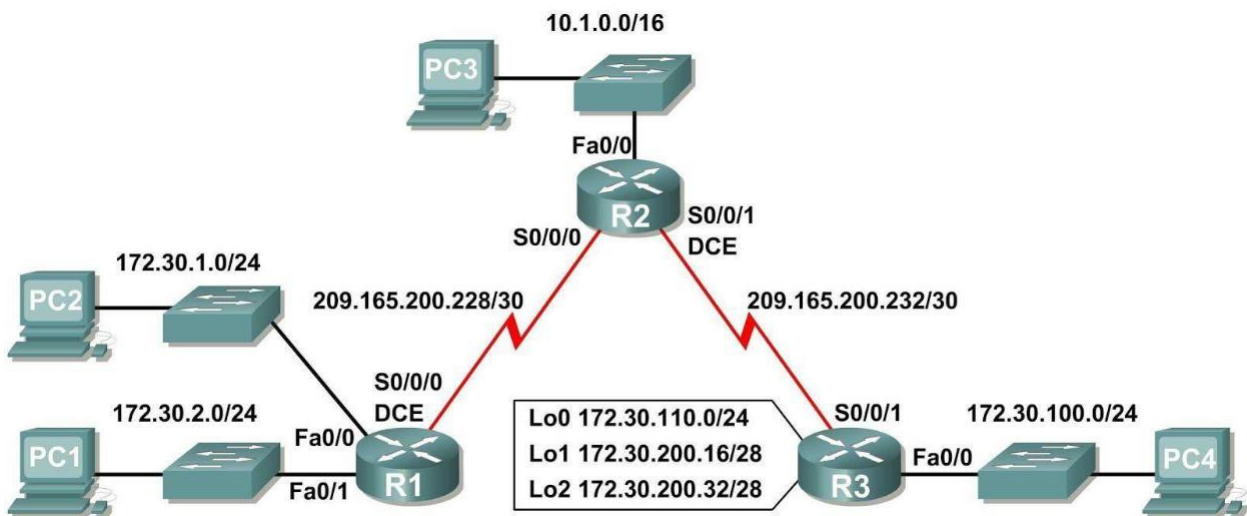 10.1.0.0/16
PC3
Fa0/0
R2
S0/0/1
DCE
S0/0/0
172.30.1.0/24
PC2
209.165.200.228/30
209.165.200.232/30
S0/0/0
DCE
172.30.2.0/24
Fa0/0
PC1
Fa0/1
R1
Lo0 172.30.110.0/24
Lo1 172.30.200.16/28
Lo2 172.30.200.32/28
S0/0/1
172.30.100.0/24
R3
Fa0/0
PC4